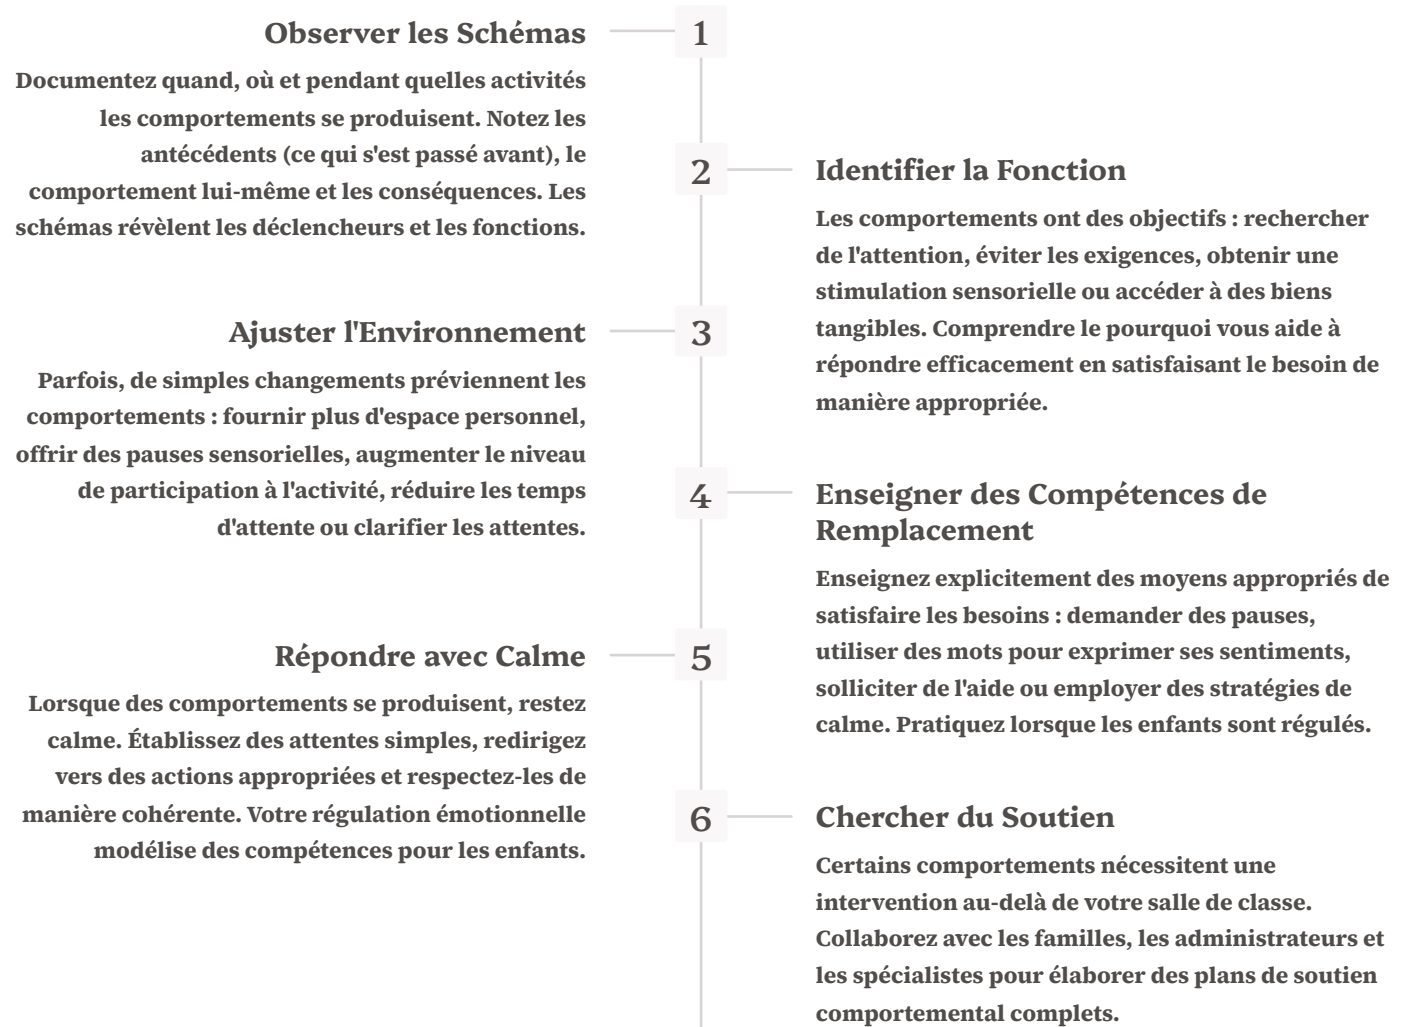 Observer les Schémas
1
Documentez quand, où et pendant quelles activités
les comportements se produisent. Notez les
antécédents (ce qui s'est passé avant), le
comportement lui-même et les conséquences. Les
schémas révèlent les déclencheurs et les fonctions.
2
Identifier la Fonction
Les comportements ont des objectifs : rechercher
de l'attention, éviter les exigences, obtenir une
stimulation sensorielle ou accéder à des biens
tangibles. Comprendre le pourquoi vous aide à
répondre efficacement en satisfaisant le besoin de
manière appropriée.
Ajuster l'Environnement
3
Parfois, de simples changements préviennent les
comportements : fournir plus d'espace personnel,
offrir des pauses sensorielles, augmenter le niveau
de participation à l'activité, réduire les temps
d'attente ou clarifier les attentes.
4
Enseigner des Compétences de
Remplacement
Enseignez explicitement des moyens appropriés de
satisfaire les besoins : demander des pauses,
utiliser des mots pour exprimer ses sentiments,
solliciter de l'aide ou employer des stratégies de
calme. Pratiquez lorsque les enfants sont régulés.
Répondre avec Calme
5
Lorsque des comportements se produisent, restez
calme. Établissez des attentes simples, redirigez
vers des actions appropriées et respectez-les de
manière cohérente. Votre régulation émotionnelle
modélise des compétences pour les enfants.
6
Chercher du Soutien
Certains comportements nécessitent une
intervention au-delà de votre salle de classe.
Collaborez avec les familles, les administrateurs et
les spécialistes pour élaborer des plans de soutien
comportemental complets.